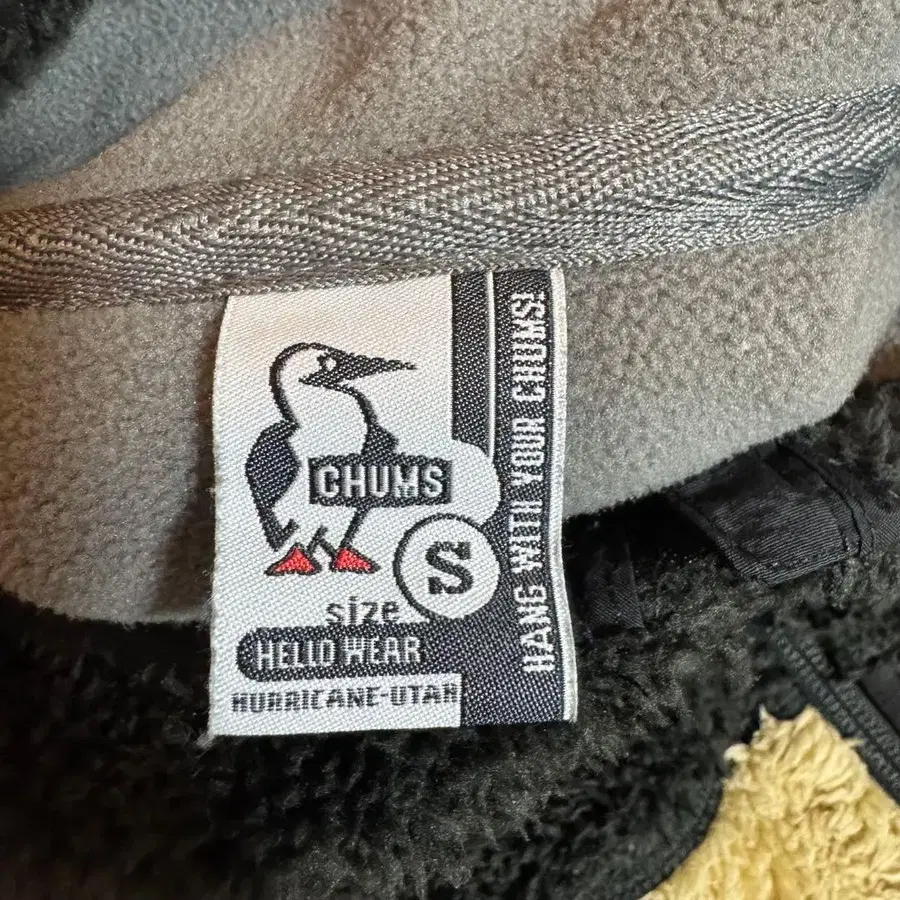 CHUMS
S
size
HELLO WEAR
HURRICANE-UTAH
HANG WITH YOUR CHUMS!